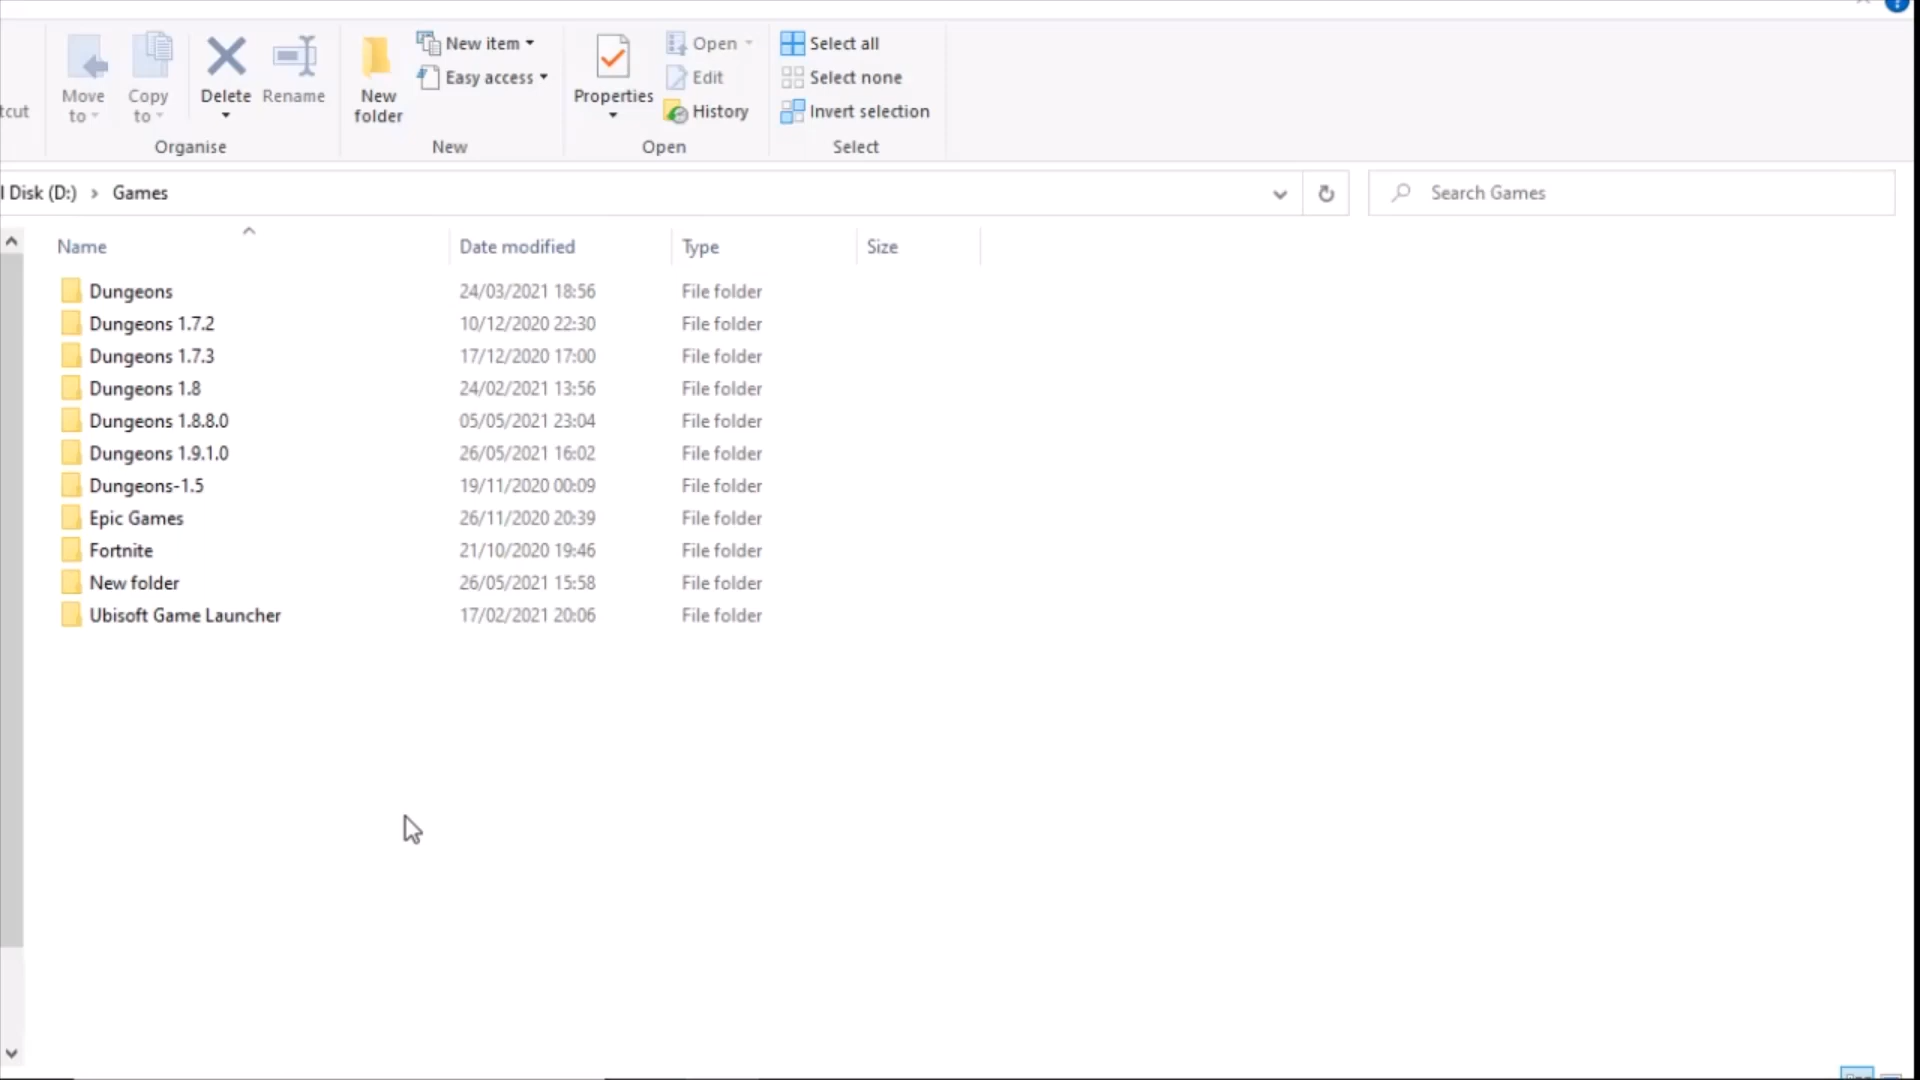 Move to
Copy to
Delete
Rename
New folder
New item
Easy access
Properties
Open
Edit
History
Select all
Select none
Invert selection
tcut
Organise
New
Open
Select
l Disk (D:) > Games
Search Games
Name Date modified Type Size
Dungeons 24/03/2021 18:56 File folder
Dungeons 1.7.2 10/12/2020 22:30 File folder
Dungeons 1.7.3 17/12/2020 17:00 File folder
Dungeons 1.8 24/02/2021 13:56 File folder
Dungeons 1.8.8.0 05/05/2021 23:04 File folder
Dungeons 1.9.1.0 26/05/2021 16:02 File folder
Dungeons-1.5 19/11/2020 00:09 File folder
Epic Games 26/11/2020 20:39 File folder
Fortnite 21/10/2020 19:46 File folder
New folder 26/05/2021 15:58 File folder
Ubisoft Game Launcher 17/02/2021 20:06 File folder